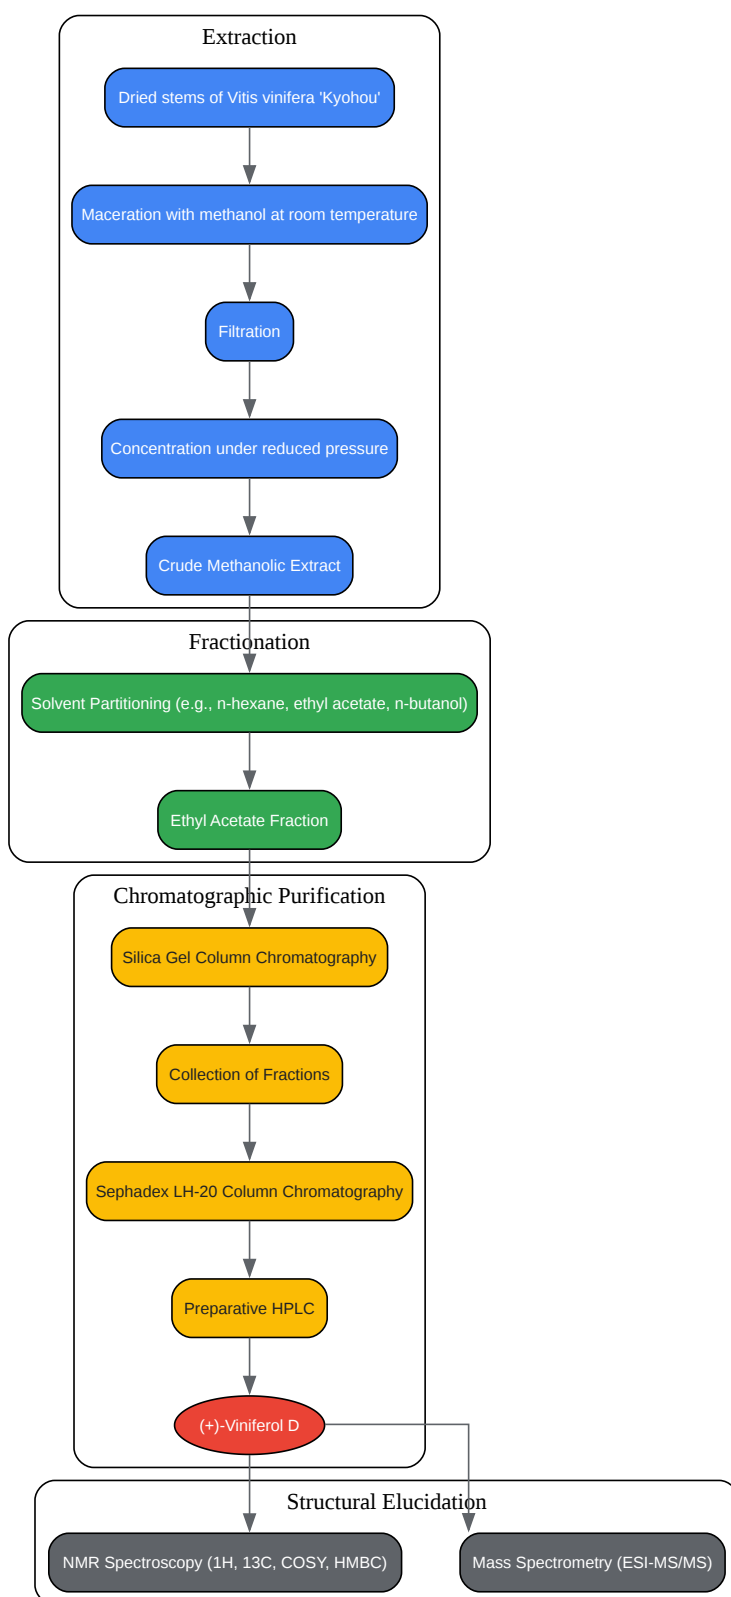 Extraction
Dried stems of Vitis vinifera 'Kyohou'
Maceration with methanol at room temperature
Filtration
Concentration under reduced pressure
Crude Methanolic Extract
Fractionation
Solvent Partitioning (e.g., n-hexane, ethyl acetate, n-butanol)
Ethyl Acetate Fraction
Chromatographic Purification
Silica Gel Column Chromatography
Collection of Fractions
Sephadex LH-20 Column Chromatography
Preparative HPLC
(+)-Viniferol D
Structural Elucidation
NMR Spectroscopy (1H, 13C, COSY, HMBC)
Mass Spectrometry (ESI-MS/MS)